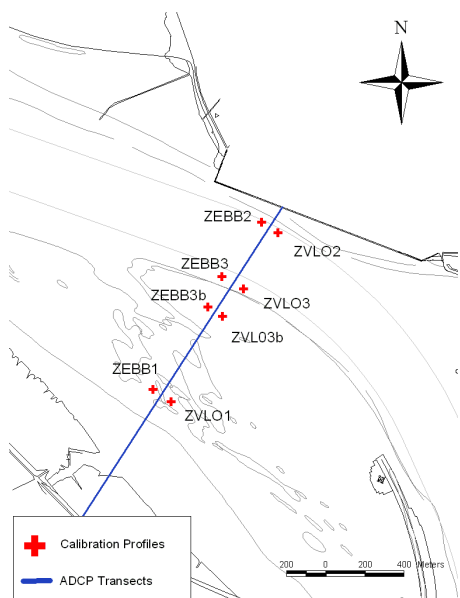 N
ZEBB2
ZVLO2
ZEBB3
ZEBB3b
ZVLO3
ZVL03b
ZEBB1
ZVLO1
Calibration Profiles
ADCP Transects
200 0 200 400 Meters